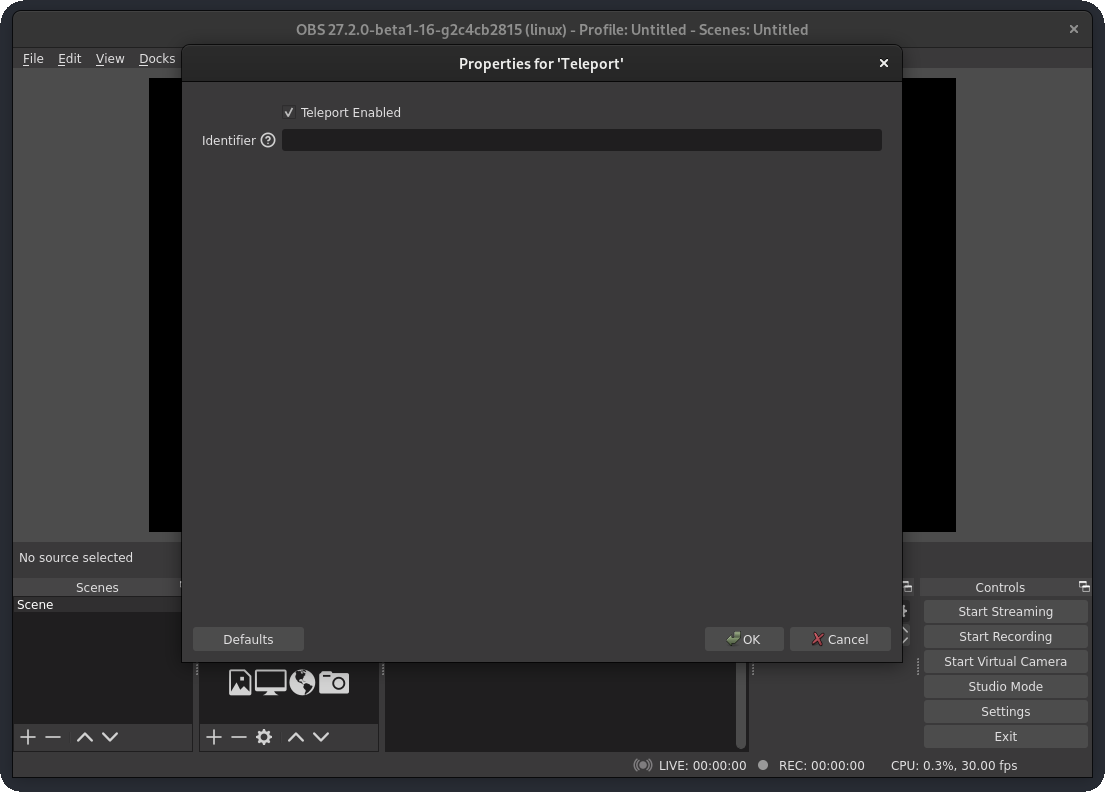 OBS 27.2.0-beta1-16-g2c4cb2815 (linux) - Profile: Untitled - Scenes: Untitled
File Edit View Docks
Properties for 'Teleport'
Teleport Enabled
Identifier
No source selected
Scenes
Controls
Scene
Start Streaming
Start Recording
Start Virtual Camera
Studio Mode
Settings
Exit
Defaults
OK
Cancel
LIVE: 00:00:00
REC: 00:00:00
CPU: 0.3%, 30.00 fps